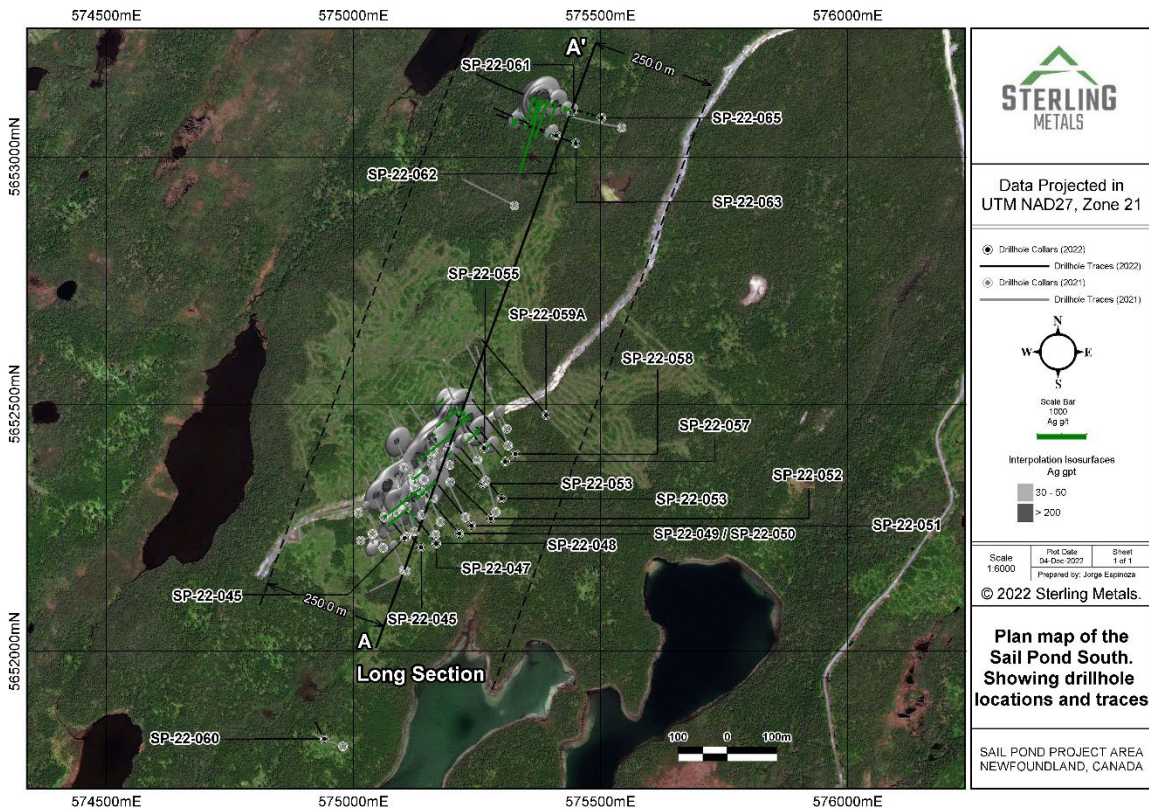 574500mE
575000mE
575500mE
576000mE
5653000mN
5652500mN
5652000mN
A'
250.0 m
SP-22-061
SP-22-065
SP-22-062
SP-22-063
SP-22-055
SP-22-059A
SP-22-058
SP-22-057
SP-22-052
SP-22-053
SP-22-053
SP-22-051
SP-22-049 / SP-22-050
SP-22-048
SP-22-047
SP-22-045
SP-22-045
250.0 m
A
Long Section
SP-22-060
100 0 100m
574500mE
575000mE
575500mE
576000mE
STERLING
METALS
Data Projected in
UTM NAD27, Zone 21
Drillhole Collars (2022)
Drillhole Traces (2022)
Drillhole Collars (2021)
Drillhole Traces (2021)
N
W E
S
Scale Bar
1000
Ag g/t
Interpolation Isosurfaces
Ag gpt
30 - 50
> 200
Scale
1:6000
Plot Date
04-Dec-2022
Sheet
1 of 1
Prepared by: Jorge Espinoza
© 2022 Sterling Metals.
Plan map of the
Sail Pond South.
Showing drillhole
locations and traces
SAIL POND PROJECT AREA
NEWFOUNDLAND, CANADA